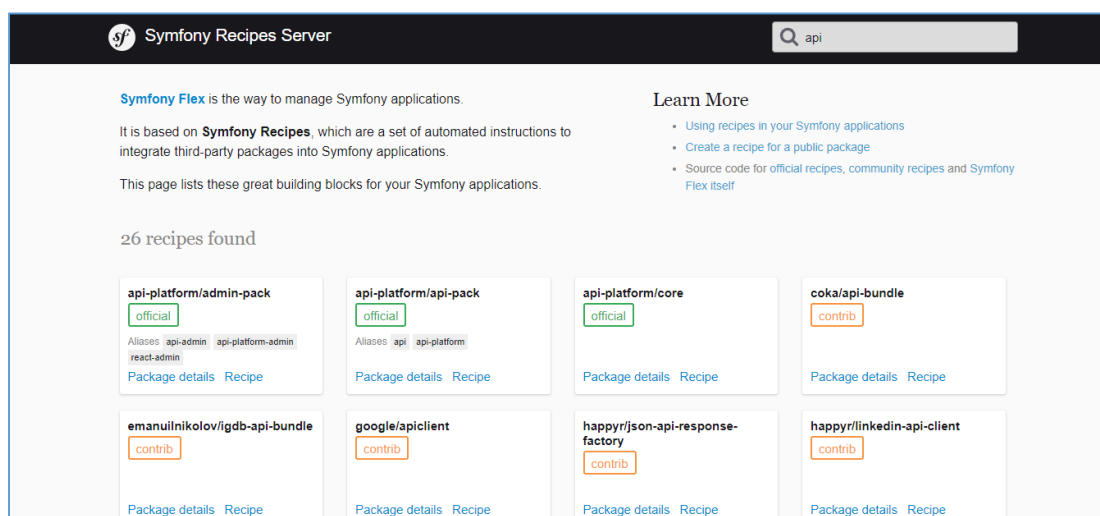 sf Symfony Recipes Server
api
Symfony Flex is the way to manage Symfony applications.
It is based on Symfony Recipes, which are a set of automated instructions to
integrate third-party packages into Symfony applications.
This page lists these great building blocks for your Symfony applications.
Learn More
• Using recipes in your Symfony applications
• Create a recipe for a public package
• Source code for official recipes, community recipes and Symfony
Flex itself
26 recipes found
api-platform/admin-pack
official
Aliases api-admin api-platform-admin
react-admin
Package details Recipe
api-platform/api-pack
official
Aliases api api-platform
Package details Recipe
api-platform/core
official
Package details Recipe
coka/api-bundle
contrib
Package details Recipe
emanuilnikolov/igdb-api-bundle
contrib
Package details Recipe
google/apiclient
contrib
Package details Recipe
happyr/json-api-response-
factory
contrib
Package details Recipe
happyr/linkedin-api-client
contrib
Package details Recipe